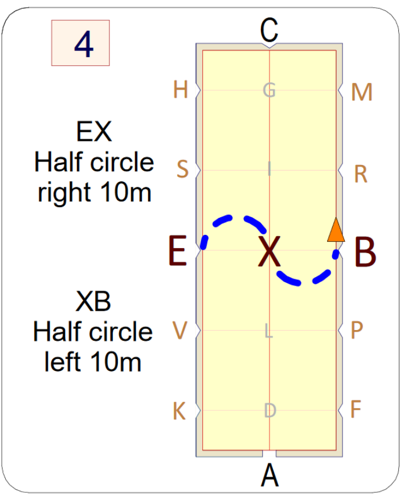 4
C
H G M
EX
Half circle
right 10m
S I R
E X B
XB
Half circle
left 10m
V L P
K D F
A